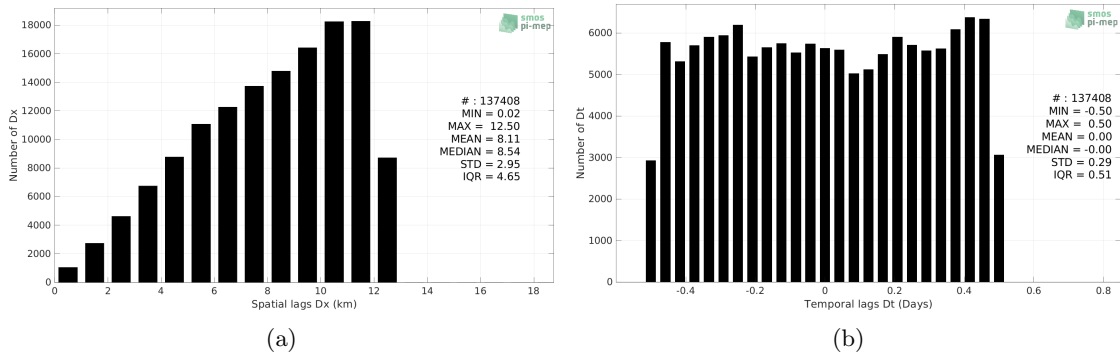 18000
16000
14000
12000
10000
8000
6000
4000
2000
0
Number of Dx
smos
pi-mep
# : 137408
MIN = 0.02
MAX = 12.50
MEAN = 8.11
MEDIAN = 8.54
STD = 2.95
IQR = 4.65
0 2 4 6 8 10 12 14 16 18
Spatial lags Dx (km)
(a)
6000
5000
4000
3000
2000
1000
0
Number of Dt
smos
pi-mep
# : 137408
MIN = -0.50
MAX = 0.50
MEAN = 0.00
MEDIAN = -0.00
STD = 0.29
IQR = 0.51
-0.4 -0.2 0 0.2 0.4 0.6 0.8
Temporal lags Dt (Days)
(b)